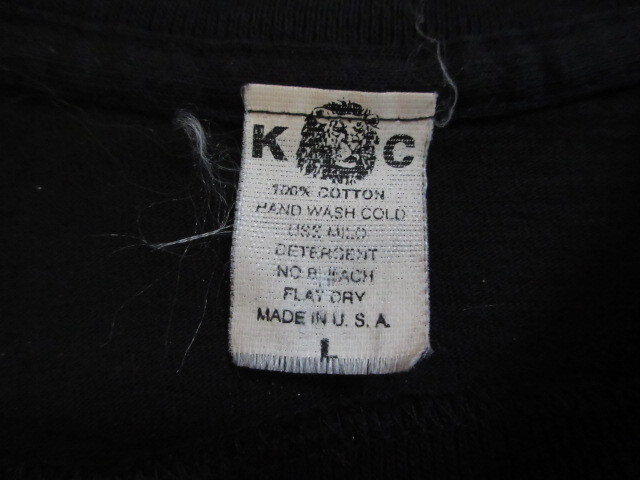 K C
100% COTTON
HAND WASH COLD
USE MILD
DETERGENT
NO BLEACH
FLAT DRY
MADE IN U. S. A.
L